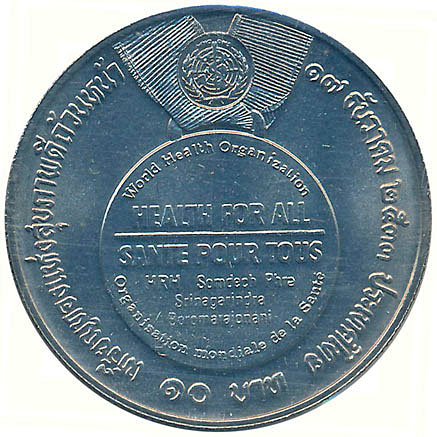 เหรียญทองแห่งสุขภาพดีถ้วนหน้า
๑๗ ธันวาคม ๒๕๓๓ ประเทศไทย
World Health Organization
HEALTH FOR ALL
SANTE POUR TOUS
HRH Somdech Phra
Srinagarindra
Boromarajonani
Organisation mondiale de la Santé
๑๐ บาท